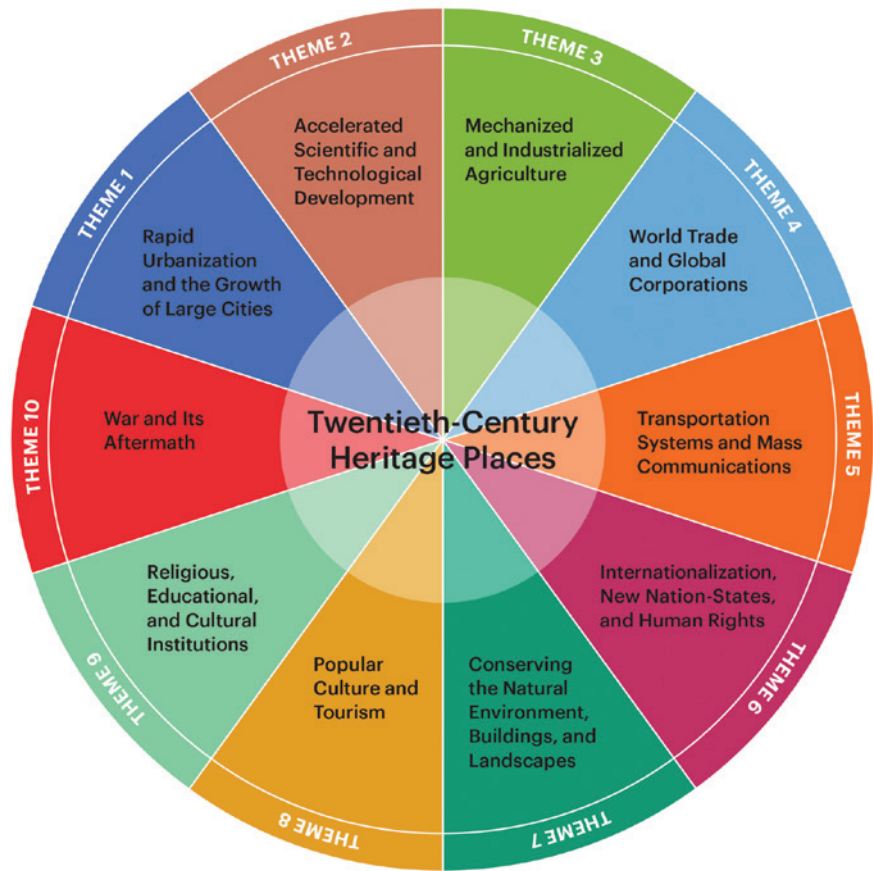 Twentieth-Century
Heritage Places
THEME 1
Rapid
Urbanization
and the Growth
of Large Cities
THEME 2
Accelerated
Scientific and
Technological
Development
THEME 3
Mechanized
and Industrialized
Agriculture
THEME 4
World Trade
and Global
Corporations
THEME 5
Transportation
Systems and Mass
Communications
THEME 6
Internationalization,
New Nation-States,
and Human Rights
THEME 7
Conserving
the Natural
Environment,
Buildings, and
Landscapes
THEME 8
Popular
Culture and
Tourism
THEME 9
Religious,
Educational,
and Cultural
Institutions
THEME 10
War and Its
Aftermath